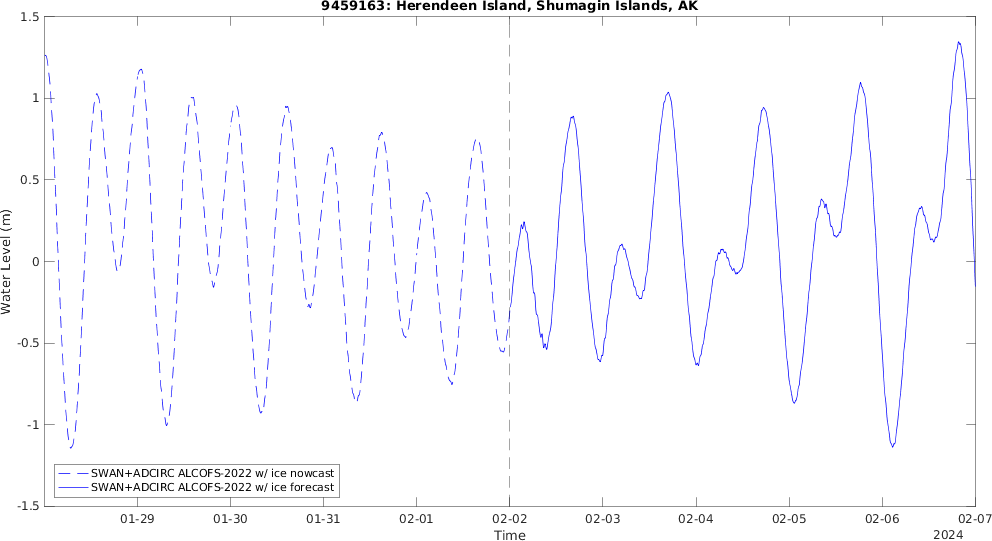 9459163: Herendeen Island, Shumagin Islands, AK
1.5
1
0.5
0
-0.5
-1
-1.5
Water Level (m)
SWAN+ADCIRC ALCOFS-2022 w/ ice nowcast
SWAN+ADCIRC ALCOFS-2022 w/ ice forecast
01-29 01-30 01-31 02-01 02-02 02-03 02-04 02-05 02-06 02-07
Time
2024